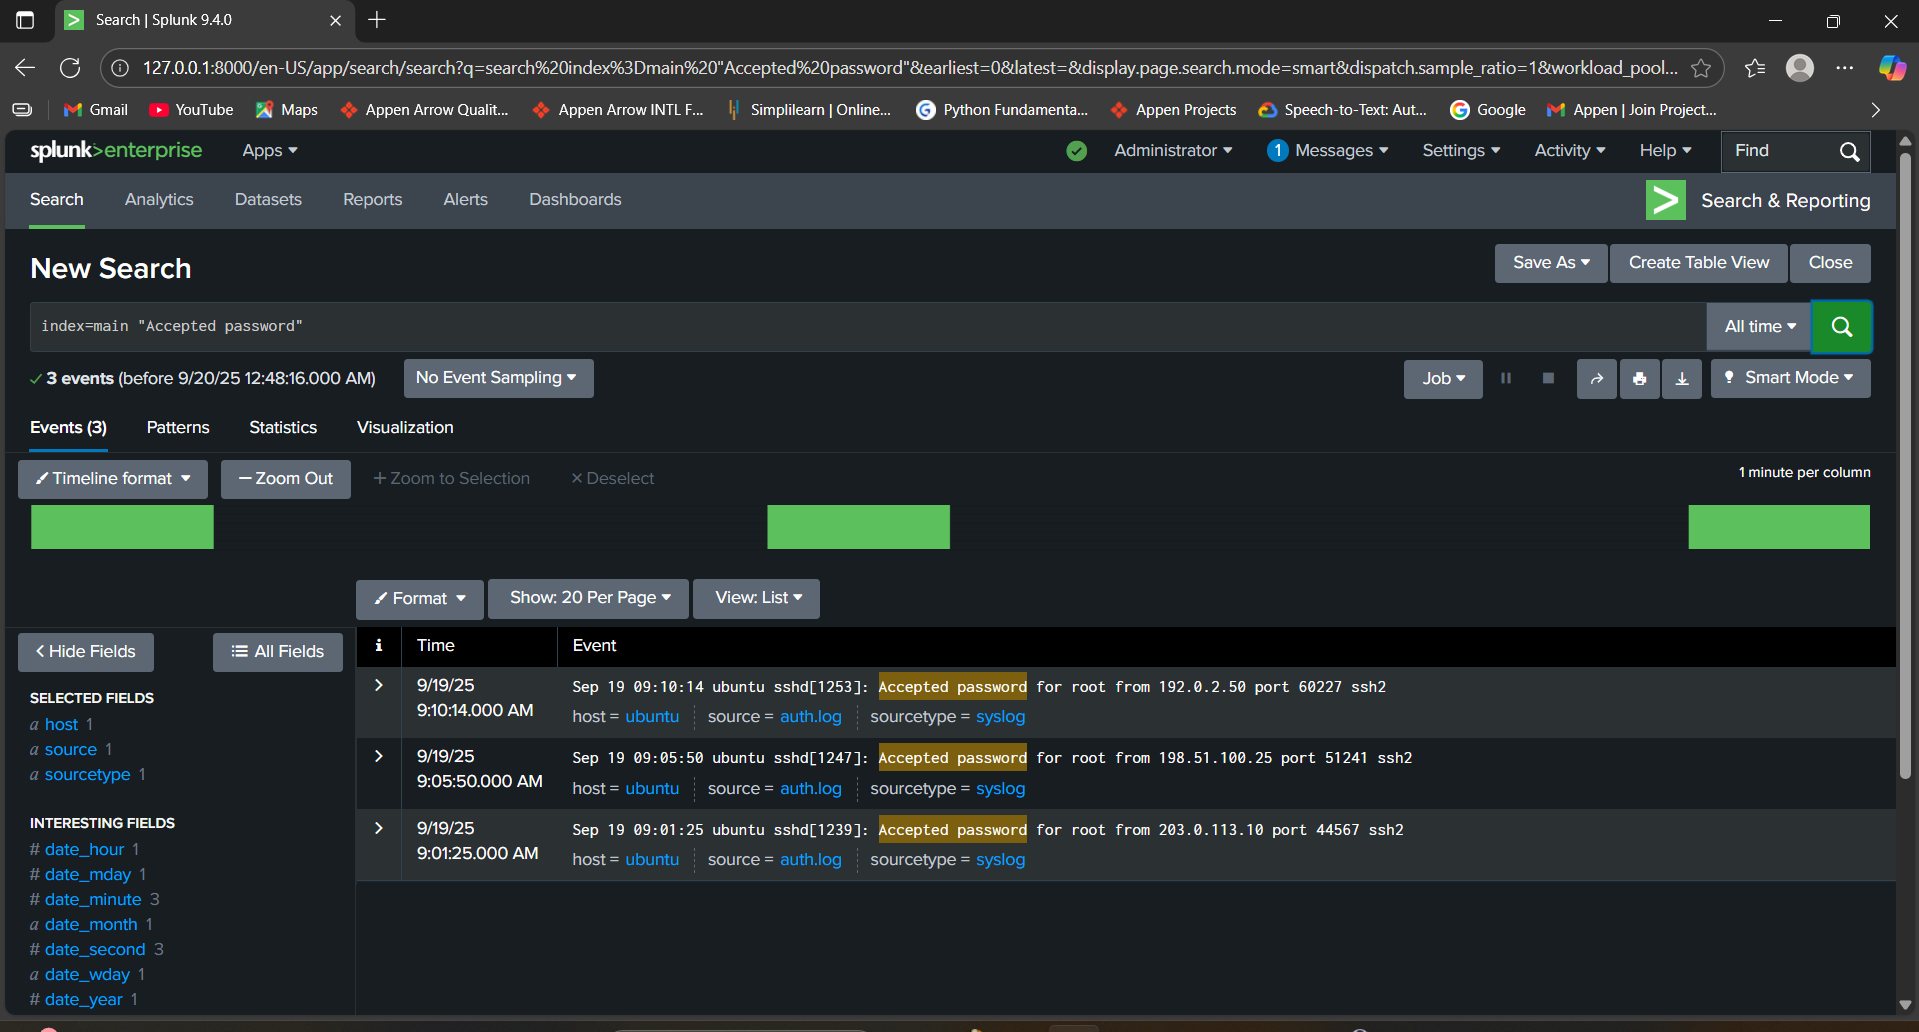 Search | Splunk 9.4.0
127.0.0.1:8000/en-US/app/search/search?q=search%20index%3Dmain%20"Accepted%20password"&earliest=0&latest=&display.page.search.mode=smart&dispatch.sample_ratio=1&workload_pool...
Gmail YouTube Maps Appen Arrow Qualit... Appen Arrow INTL F... Simplilearn | Online... Python Fundamenta... Appen Projects Speech-to-Text: Aut... Google Appen | Join Project...
splunk>enterprise Apps Administrator 1 Messages Settings Activity Help Find
Search Analytics Datasets Reports Alerts Dashboards Search & Reporting
New Search
Save As Create Table View Close
index=main "Accepted password"
All time
3 events (before 9/20/25 12:48:16.000 AM) No Event Sampling Job Smart Mode
Events (3) Patterns Statistics Visualization
Timeline format — Zoom Out + Zoom to Selection × Deselect 1 minute per column
Format Show: 20 Per Page View: List
< Hide Fields All Fields
i Time Event
SELECTED FIELDS
a host 1
a source 1
a sourcetype 1
INTERESTING FIELDS
# date_hour 1
# date_mday 1
# date_minute 3
a date_month 1
# date_second 3
a date_wday 1
# date_year 1
9/19/25
9:10:14.000 AM
Sep 19 09:10:14 ubuntu sshd[1253]: Accepted password for root from 192.0.2.50 port 60227 ssh2
host = ubuntu source = auth.log sourcetype = syslog
9/19/25
9:05:50.000 AM
Sep 19 09:05:50 ubuntu sshd[1247]: Accepted password for root from 198.51.100.25 port 51241 ssh2
host = ubuntu source = auth.log sourcetype = syslog
9/19/25
9:01:25.000 AM
Sep 19 09:01:25 ubuntu sshd[1239]: Accepted password for root from 203.0.113.10 port 44567 ssh2
host = ubuntu source = auth.log sourcetype = syslog